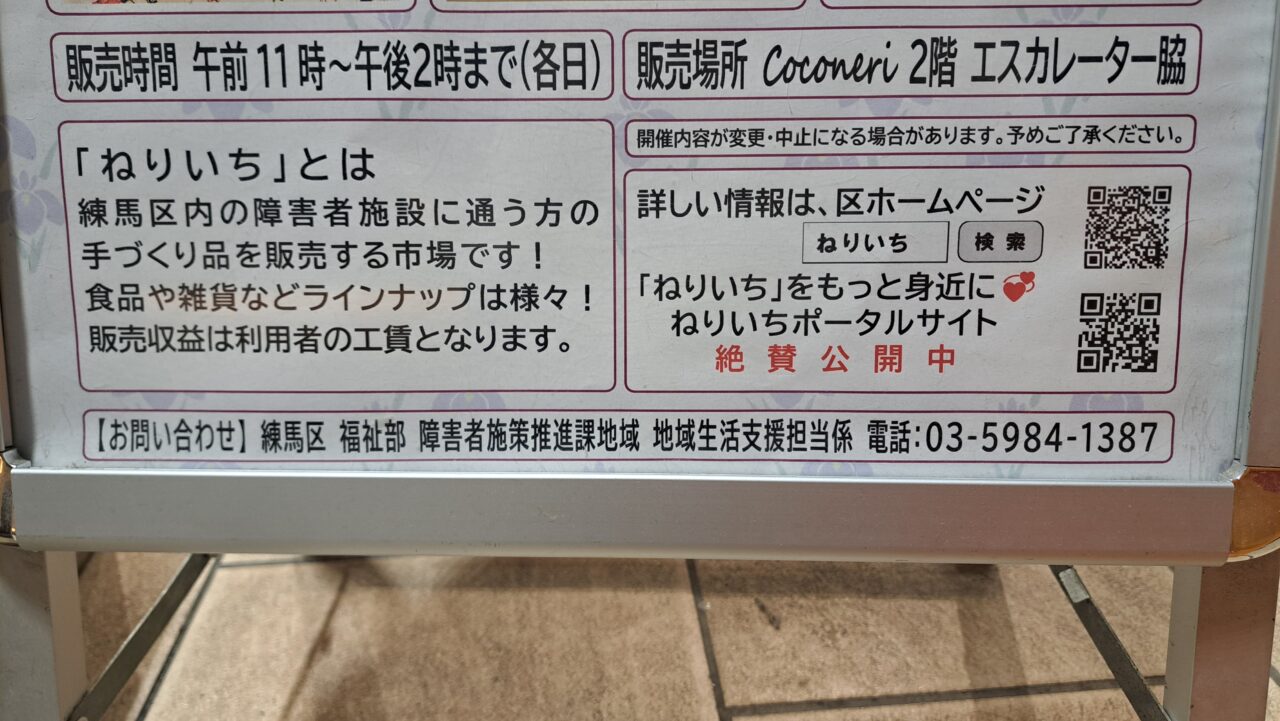 販売時間 午前11時～午後2時まで(各日)
販売場所 Coconeri 2階 エスカレーター脇
「ねりいち」とは
練馬区内の障害者施設に通う方の
手づくり品を販売する市場です！
食品や雑貨などラインナップは様々！
販売収益は利用者の工賃となります。
開催内容が変更・中止になる場合があります。予めご了承ください。
詳しい情報は、区ホームページ
ねりいち 検索
「ねりいち」をもっと身近に💞
ねりいちポータルサイト
絶賛公開中
【お問い合わせ】練馬区 福祉部 障害者施策推進課地域 地域生活支援担当係 電話：03-5984-1387